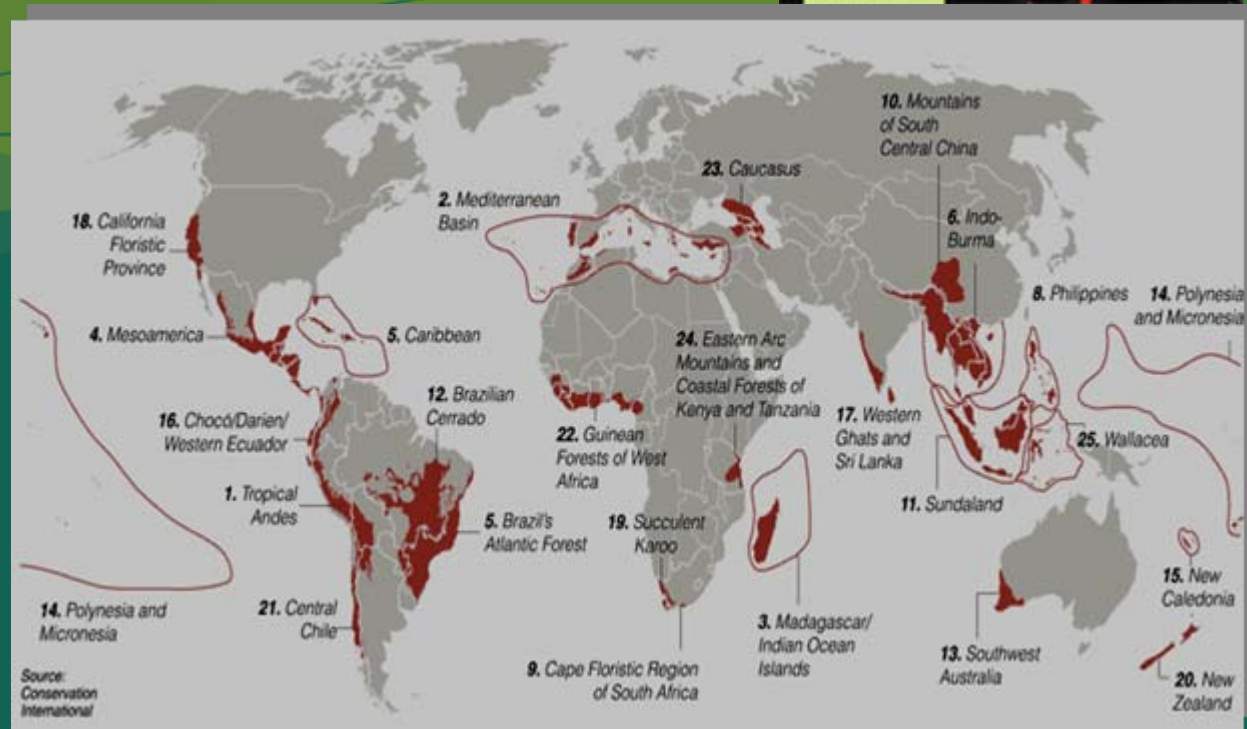 10. Mountains
of South
Central China
23. Caucasus
2. Mediterranean
Basin
6. Indo-
Burma
18. California
Floristic
Province
8. Philippines
14. Polynesia
and Micronesia
4. Mesoamerica
5. Caribbean
24. Eastern Arc
Mountains and
Coastal Forests of
Kenya and Tanzania
12. Brazilian
Cerrado
16. Chocó/Darien/
Western Ecuador
22. Guinean
Forests of West
Africa
17. Western
Ghats and
Sri Lanka
25. Wallacea
1. Tropical
Andes
11. Sundaland
5. Brazil's
Atlantic Forest
19. Succulent
Karoo
14. Polynesia and
Micronesia
21. Central
Chile
3. Madagascar/
Indian Ocean
Islands
15. New
Caledonia
9. Cape Floristic Region
of South Africa
13. Southwest
Australia
20. New
Zealand
Source:
Conservation
International